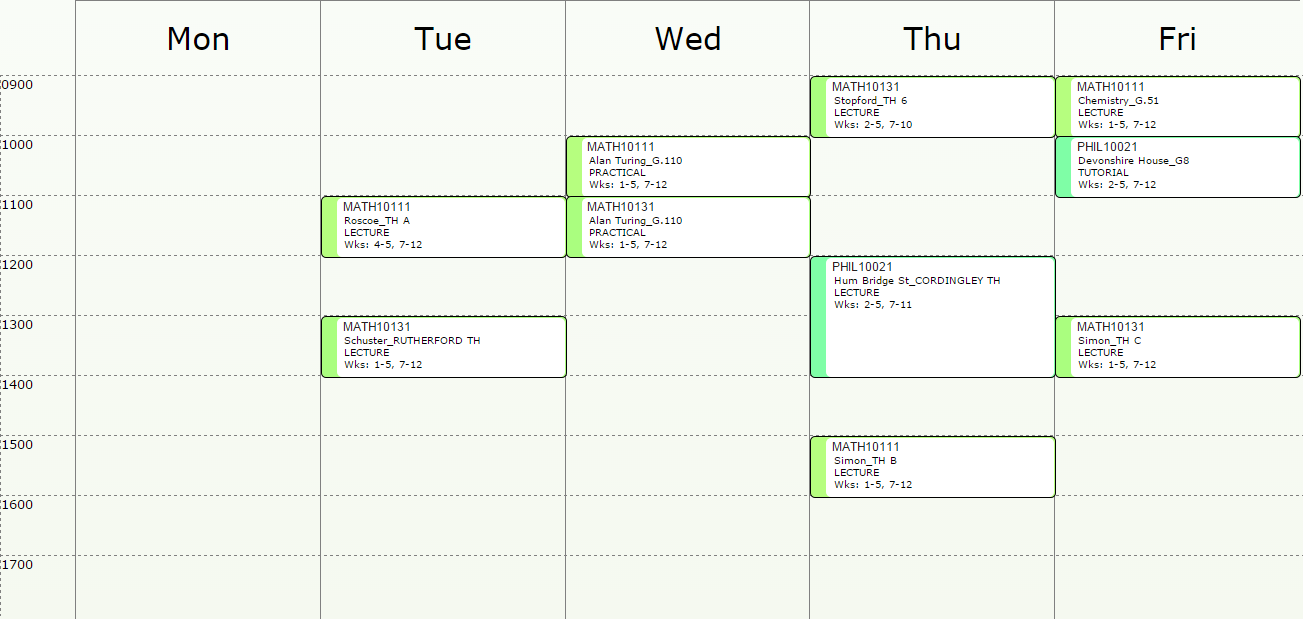 Mon Tue Wed Thu Fri
0900
MATH10131
Stopford_TH 6
LECTURE
Wks: 2-5, 7-10
MATH10111
Chemistry_G.51
LECTURE
Wks: 1-5, 7-12
1000
MATH10111
Alan Turing_G.110
PRACTICAL
Wks: 1-5, 7-12
PHIL10021
Devonshire House_G8
TUTORIAL
Wks: 2-5, 7-12
1100
MATH10111
Roscoe_TH A
LECTURE
Wks: 4-5, 7-12
MATH10131
Alan Turing_G.110
PRACTICAL
Wks: 1-5, 7-12
1200
PHIL10021
Hum Bridge St_CORDINGLEY TH
LECTURE
Wks: 2-5, 7-11
1300
MATH10131
Schuster_RUTHERFORD TH
LECTURE
Wks: 1-5, 7-12
MATH10131
Simon_TH C
LECTURE
Wks: 1-5, 7-12
1400
1500
MATH10111
Simon_TH B
LECTURE
Wks: 1-5, 7-12
1600
1700